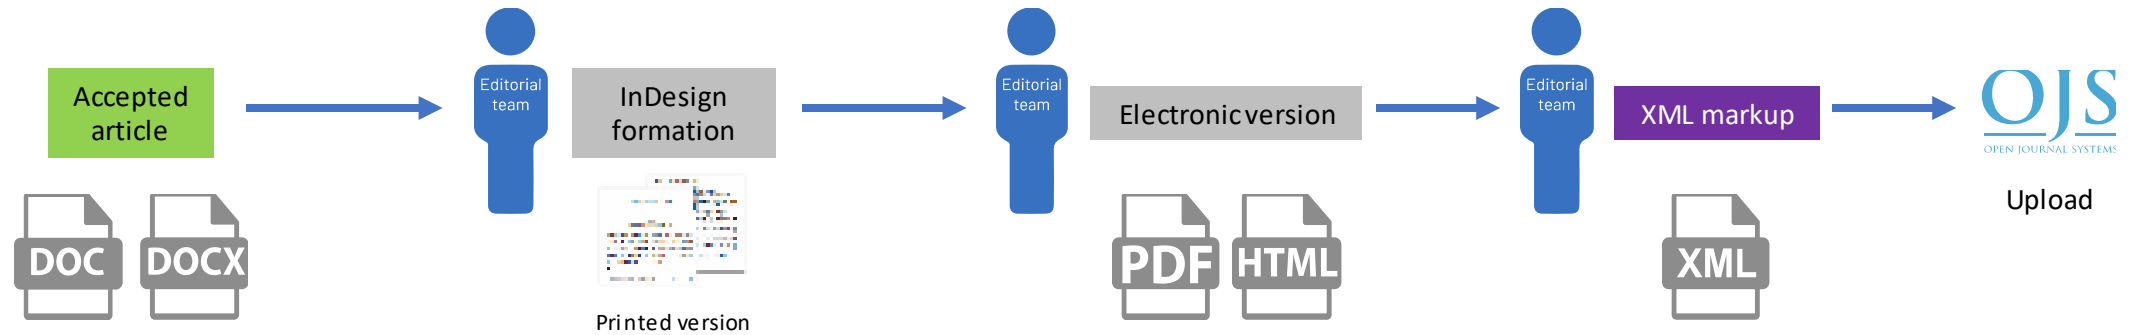 Accepted
article
DOC
DOCX
Editorial
team
InDesign
formation
Printed version
Editorial
team
Electronic version
PDF
HTML
Editorial
team
XML markup
XML
OJS
OPEN JOURNAL SYSTEMS
Upload